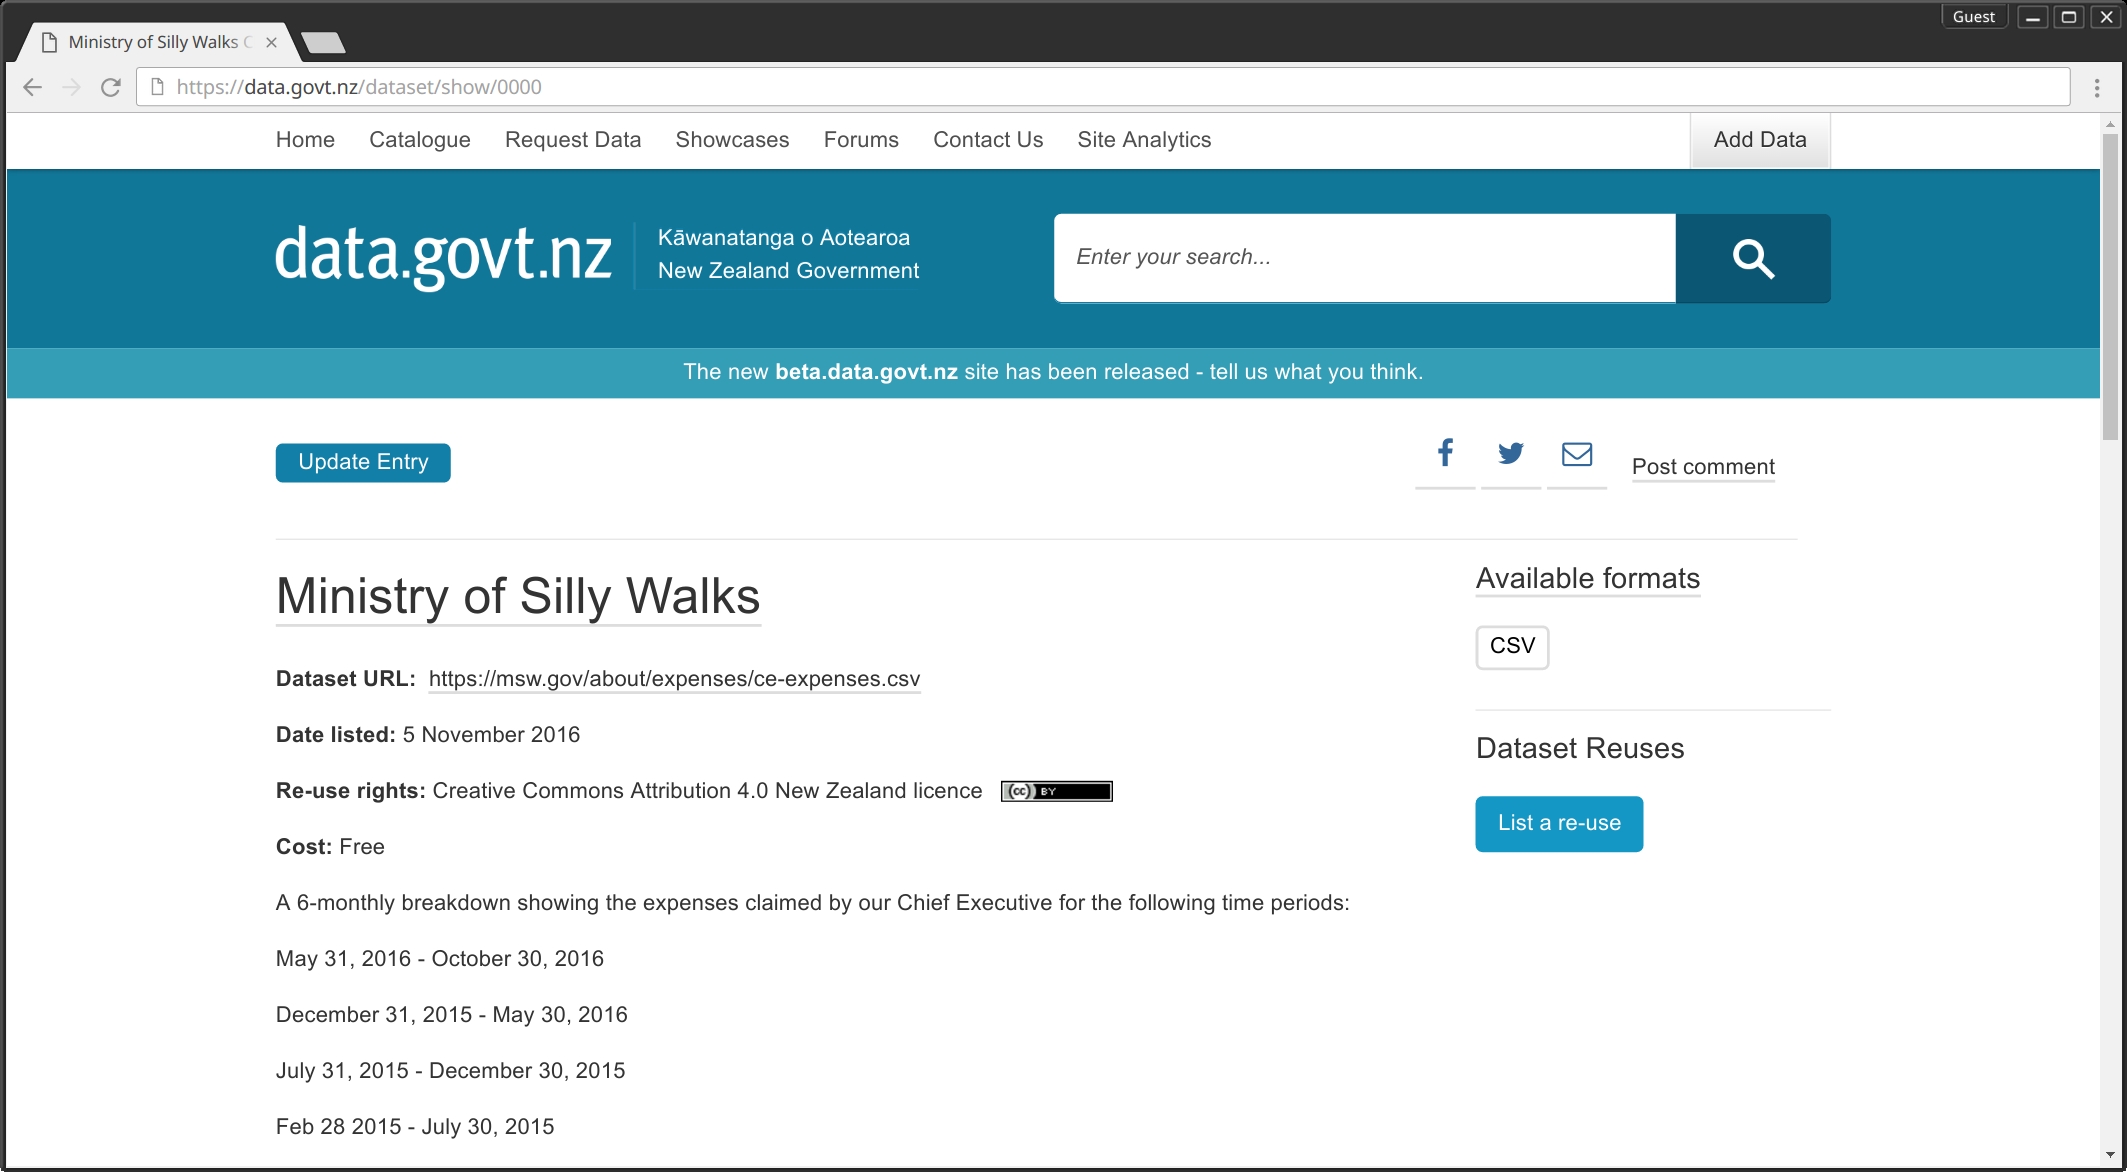 Guest
Ministry of Silly Walks C
https://data.govt.nz/dataset/show/0000
Home Catalogue Request Data Showcases Forums Contact Us Site Analytics Add Data
data.govt.nz
Kāwanatanga o Aotearoa
New Zealand Government
Enter your search...
The new beta.data.govt.nz site has been released - tell us what you think.
Update Entry
Post comment
Ministry of Silly Walks
Dataset URL: https://msw.gov/about/expenses/ce-expenses.csv
Date listed: 5 November 2016
Re-use rights: Creative Commons Attribution 4.0 New Zealand licence (cc) BY
Cost: Free
A 6-monthly breakdown showing the expenses claimed by our Chief Executive for the following time periods:
May 31, 2016 - October 30, 2016
December 31, 2015 - May 30, 2016
July 31, 2015 - December 30, 2015
Feb 28 2015 - July 30, 2015
Available formats
CSV
Dataset Reuses
List a re-use